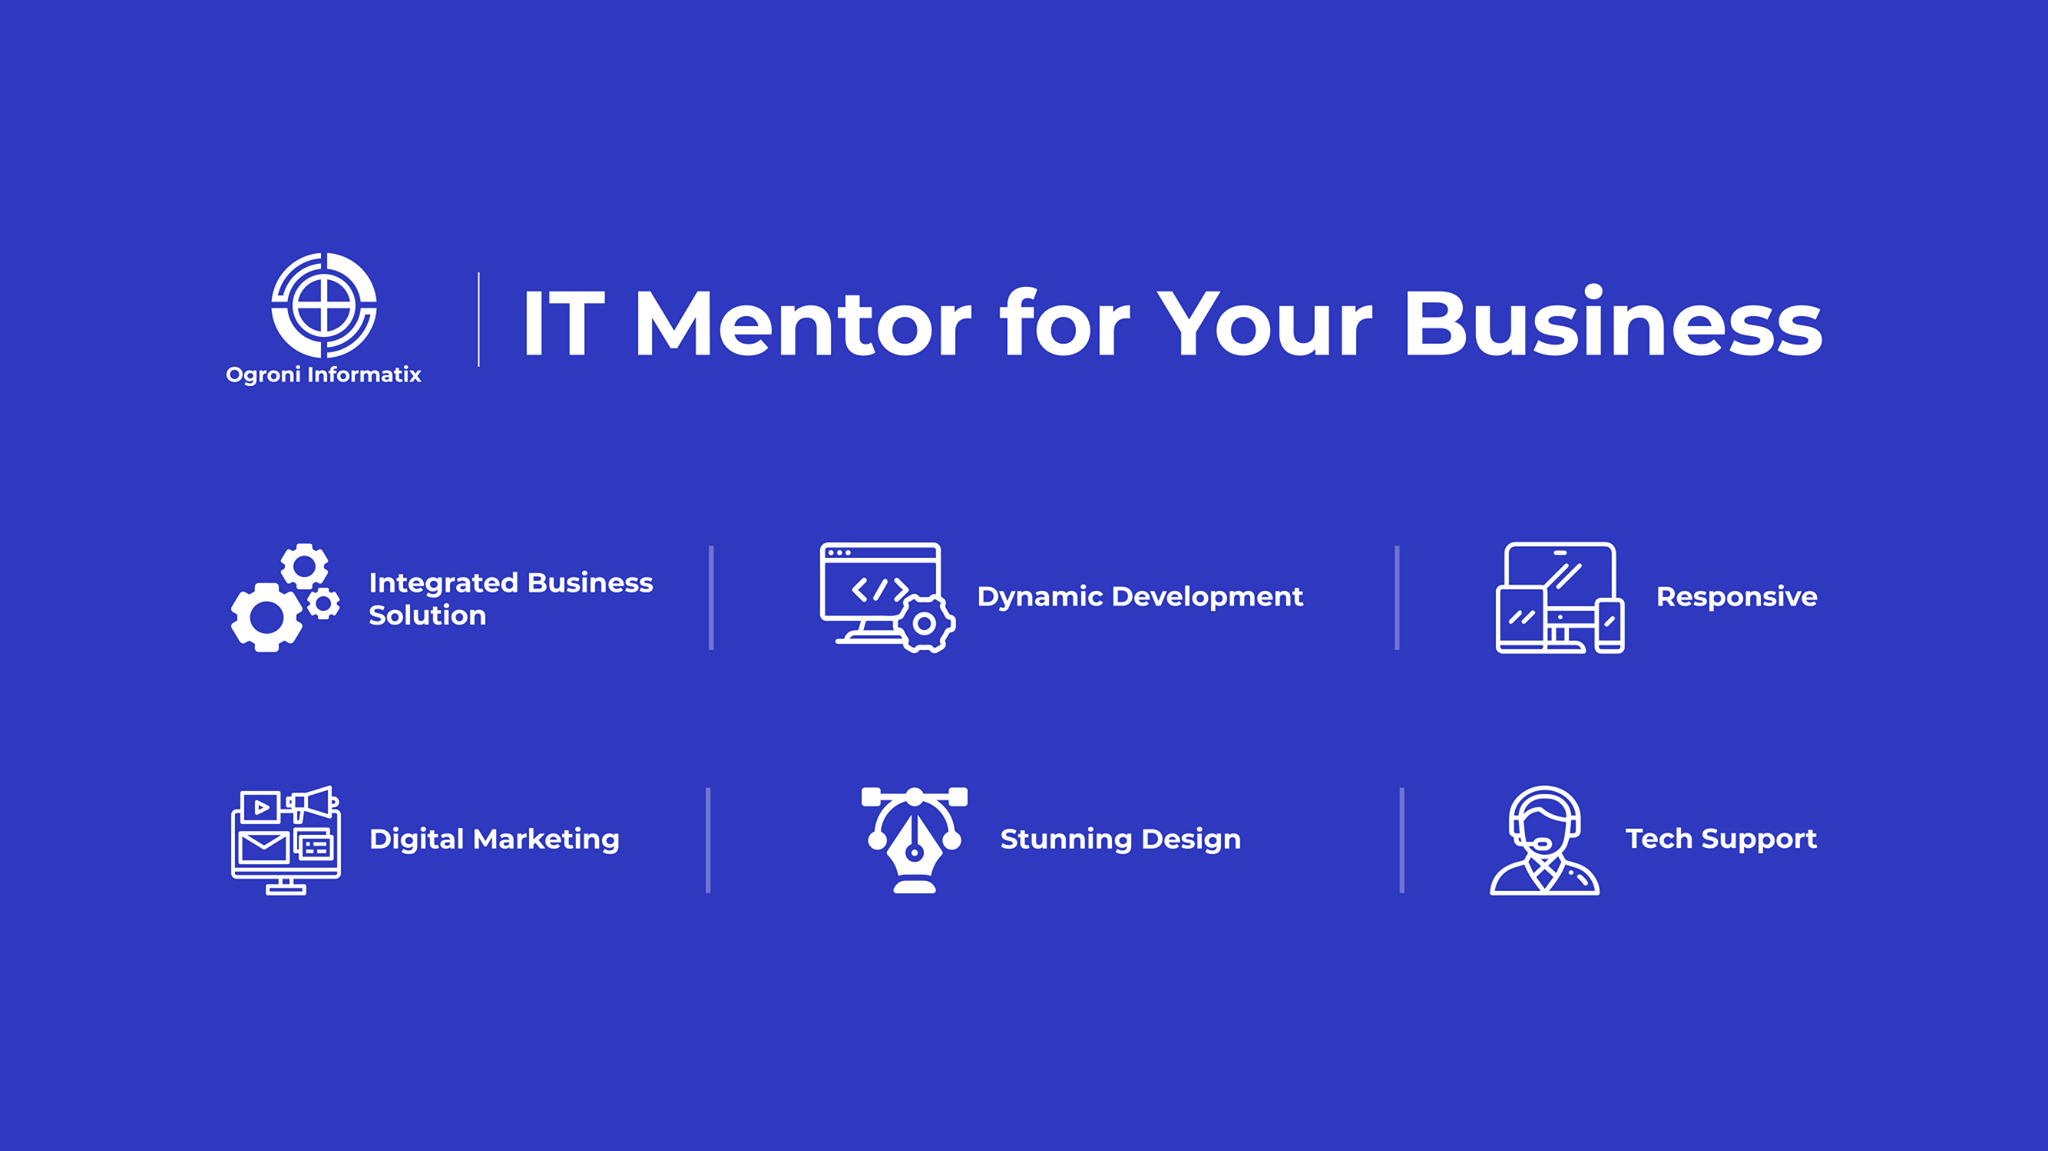 Ogroni Informatix
IT Mentor for Your Business
Integrated Business
Solution
Dynamic Development
Responsive
Digital Marketing
Stunning Design
Tech Support